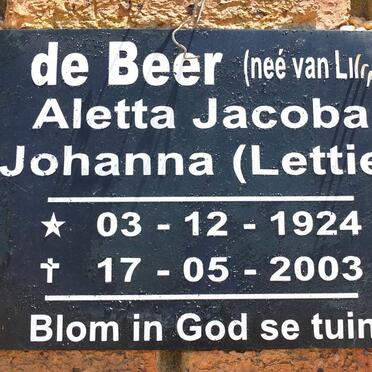 de Beer (neé van
Aletta Jacoba
Johanna (Lettie
★ 03 - 12 - 1924
✝ 17 - 05 - 2003
Blom in God se tuin